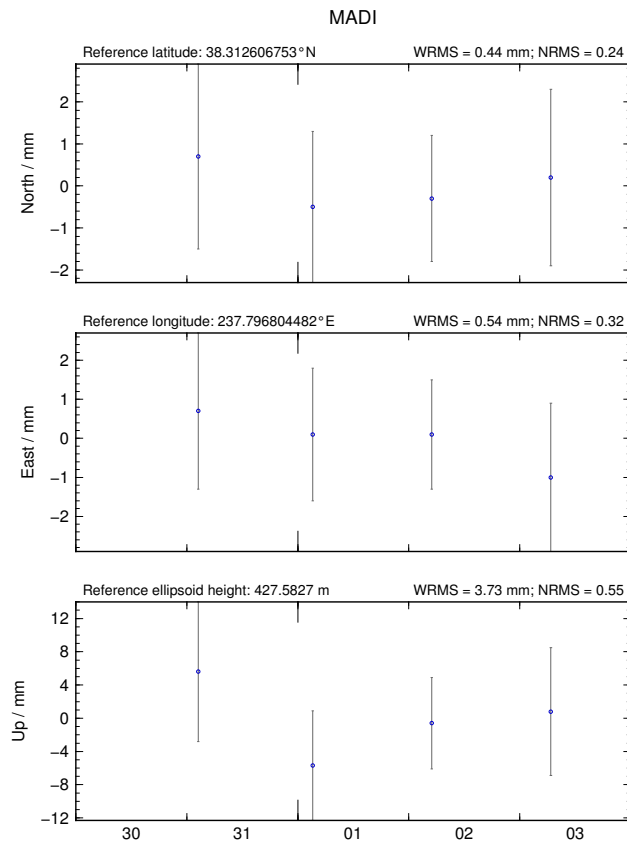 MADI
Reference latitude: 38.312606753°N WRMS = 0.44 mm; NRMS = 0.24
2
1
0
−1
−2
North / mm
Reference longitude: 237.796804482°E WRMS = 0.54 mm; NRMS = 0.32
2
1
0
−1
−2
East / mm
Reference ellipsoid height: 427.5827 m WRMS = 3.73 mm; NRMS = 0.55
12
8
4
0
−4
−8
−12
Up / mm
30 31 01 02 03